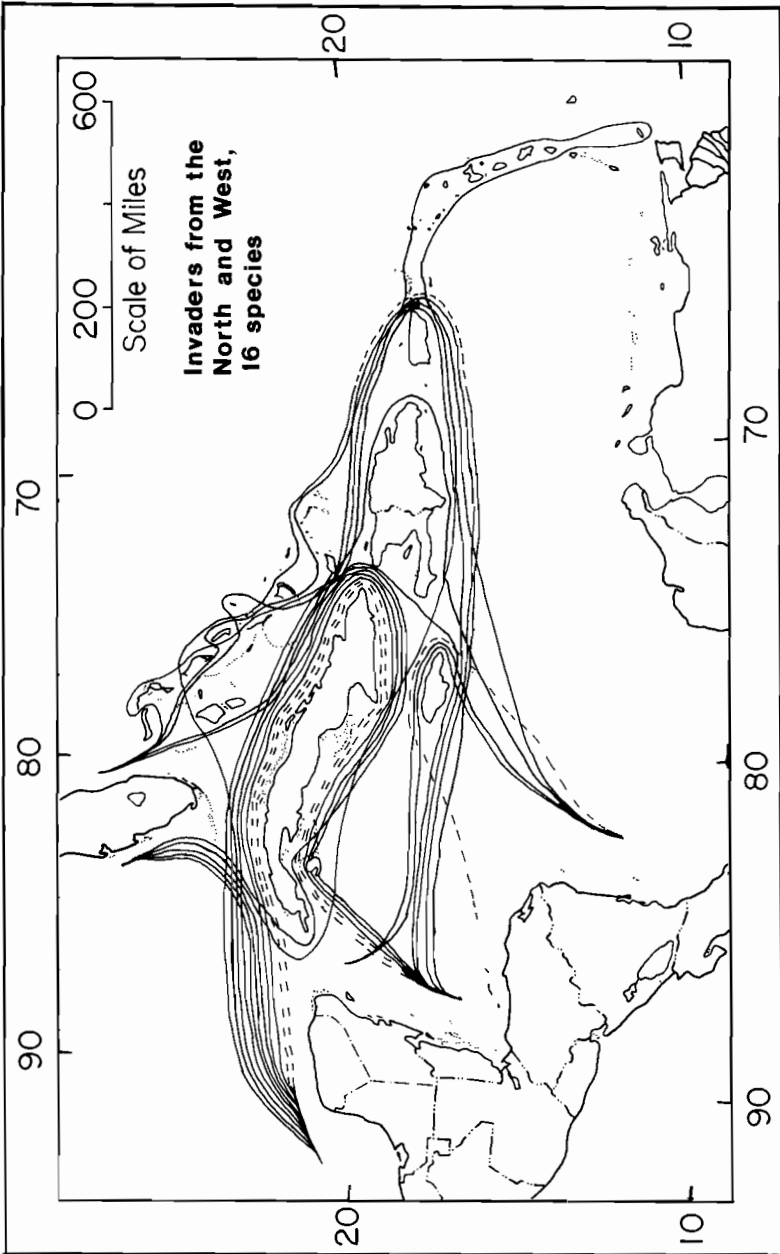 90 80 70
0 200 600
Scale of Miles
Invaders from the
North and West,
16 species
20 20
10 10
90 80 70